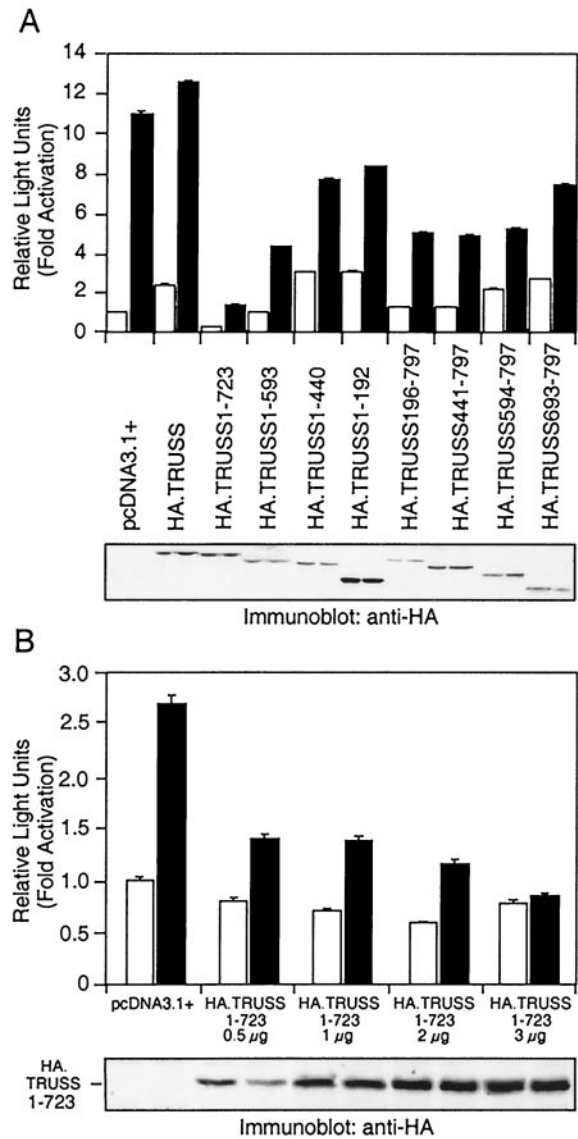 A
Relative Light Units
(Fold Activation)
14
12
10
8
6
4
2
0
pcDNA3.1+
HA.TRUSS
HA.TRUSS1-723
HA.TRUSS1-593
HA.TRUSS1-440
HA.TRUSS1-192
HA.TRUSS196-797
HA.TRUSS441-797
HA.TRUSS594-797
HA.TRUSS693-797
Immunoblot: anti-HA
B
Relative Light Units
(Fold Activation)
3.0
2.5
2.0
1.5
1.0
0.5
0
pcDNA3.1+ HA.TRUSS HA.TRUSS HA.TRUSS HA.TRUSS
1-723 1-723 1-723 1-723
0.5 µg 1 µg 2 µg 3 µg
HA.
TRUSS –
1-723
Immunoblot: anti-HA